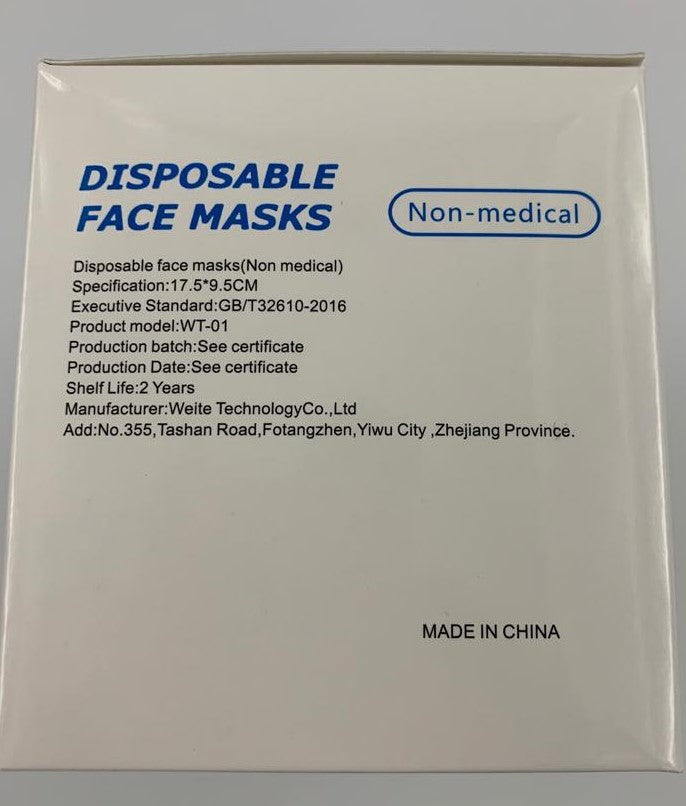 DISPOSABLE
FACE MASKS
Non-medical
Disposable face masks(Non medical)
Specification:17.5*9.5CM
Executive Standard:GB/T32610-2016
Product model:WT-01
Production batch:See certificate
Production Date:See certificate
Shelf Life:2 Years
Manufacturer:Weite TechnologyCo.,Ltd
Add:No.355,Tashan Road,Fotangzhen,Yiwu City ,Zhejiang Province.
MADE IN CHINA